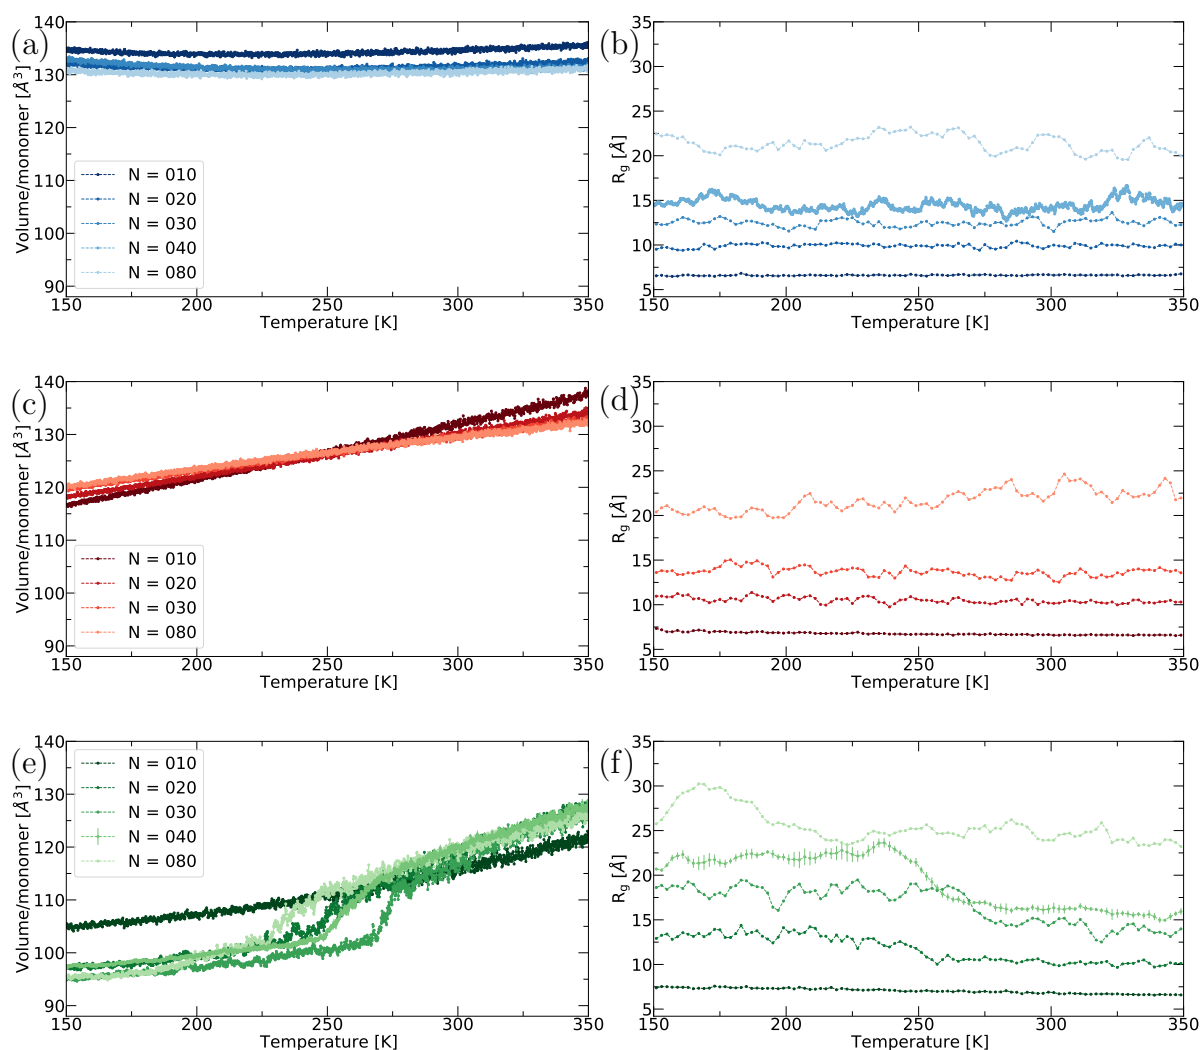 (a)
140
130
120
110
100
90
Volume/monomer [Å³]
N = 010
N = 020
N = 030
N = 040
N = 080
150 200 250 300 350
Temperature [K]
(b)
35
30
25
20
15
10
5
R_g [Å]
150 200 250 300 350
Temperature [K]
(c)
140
130
120
110
100
90
Volume/monomer [Å³]
N = 010
N = 020
N = 030
N = 080
150 200 250 300 350
Temperature [K]
(d)
35
30
25
20
15
10
5
R_g [Å]
150 200 250 300 350
Temperature [K]
(e)
140
130
120
110
100
90
Volume/monomer [Å³]
N = 010
N = 020
N = 030
N = 040
N = 080
150 200 250 300 350
Temperature [K]
(f)
35
30
25
20
15
10
5
R_g [Å]
150 200 250 300 350
Temperature [K]